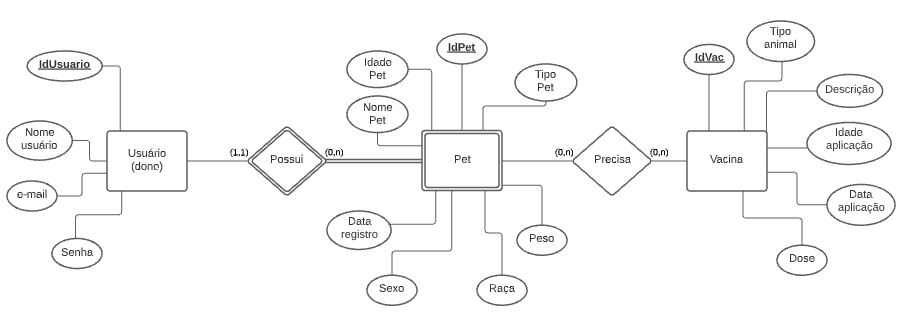 IdUsuario
Nome
usuário
e-mail
Senha
Usuário
(dono)
(1,1)
Possui
(0,n)
Idade
Pet
Nome
Pet
IdPet
Tipo
Pet
Pet
Data
registro
Sexo
Raça
Peso
(0,n)
Precisa
(0,n)
IdVac
Tipo
animal
Descrição
Idade
aplicação
Data
aplicação
Dose
Vacina